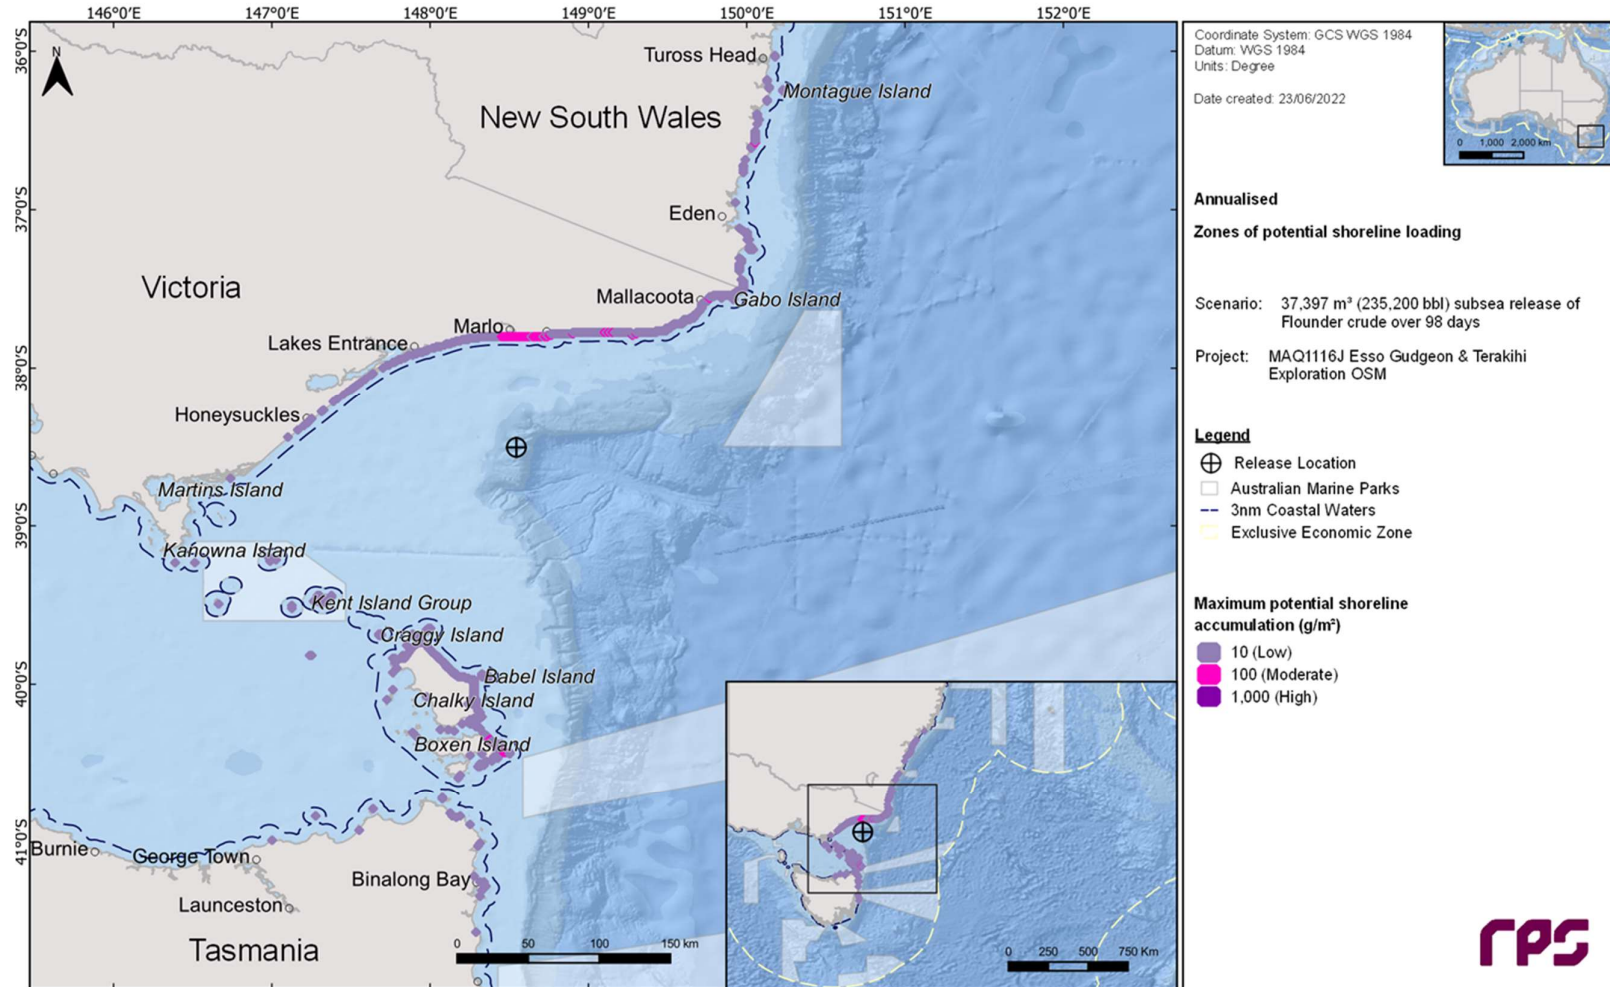 146°0'E 147°0'E 148°0'E 149°0'E 150°0'E 151°0'E 152°0'E
36°0'S
37°0'S
38°0'S
39°0'S
40°0'S
41°0'S
N
Tuross Head
Montague Island
New South Wales
Eden
Victoria
Mallacoota
Gabo Island
Marlo
Lakes Entrance
Honeysuckles
Martins Island
Kanowna Island
Kent Island Group
Craggy Island
Babel Island
Chalky Island
Boxen Island
Burnie
George Town
Binalong Bay
Launceston
Tasmania
0 50 100 150 km
0 250 500 750 Km
Coordinate System: GCS WGS 1984
Datum: WGS 1984
Units: Degree
Date created: 23/06/2022
0 1,000 2,000 km
Annualised
Zones of potential shoreline loading
Scenario: 37,397 m³ (235,200 bbl) subsea release of
Flounder crude over 98 days
Project: MAQ1116J Esso Gudgeon & Terakihi
Exploration OSM
Legend
Release Location
Australian Marine Parks
3nm Coastal Waters
Exclusive Economic Zone
Maximum potential shoreline
accumulation (g/m²)
10 (Low)
100 (Moderate)
1,000 (High)
rps